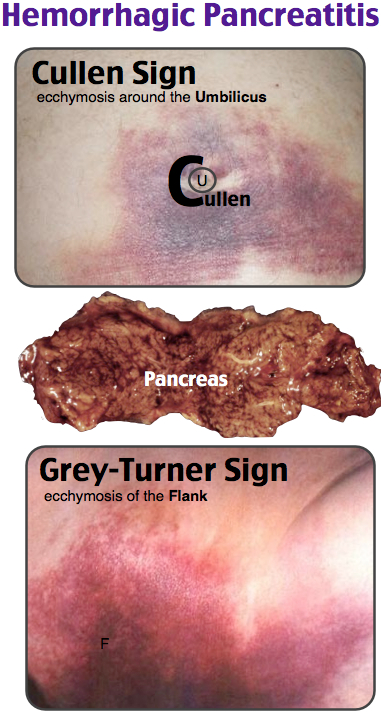 Hemorrhagic Pancreatitis
Cullen Sign
ecchymosis around the Umbilicus
U
Cullen
Pancreas
Grey-Turner Sign
ecchymosis of the Flank
F